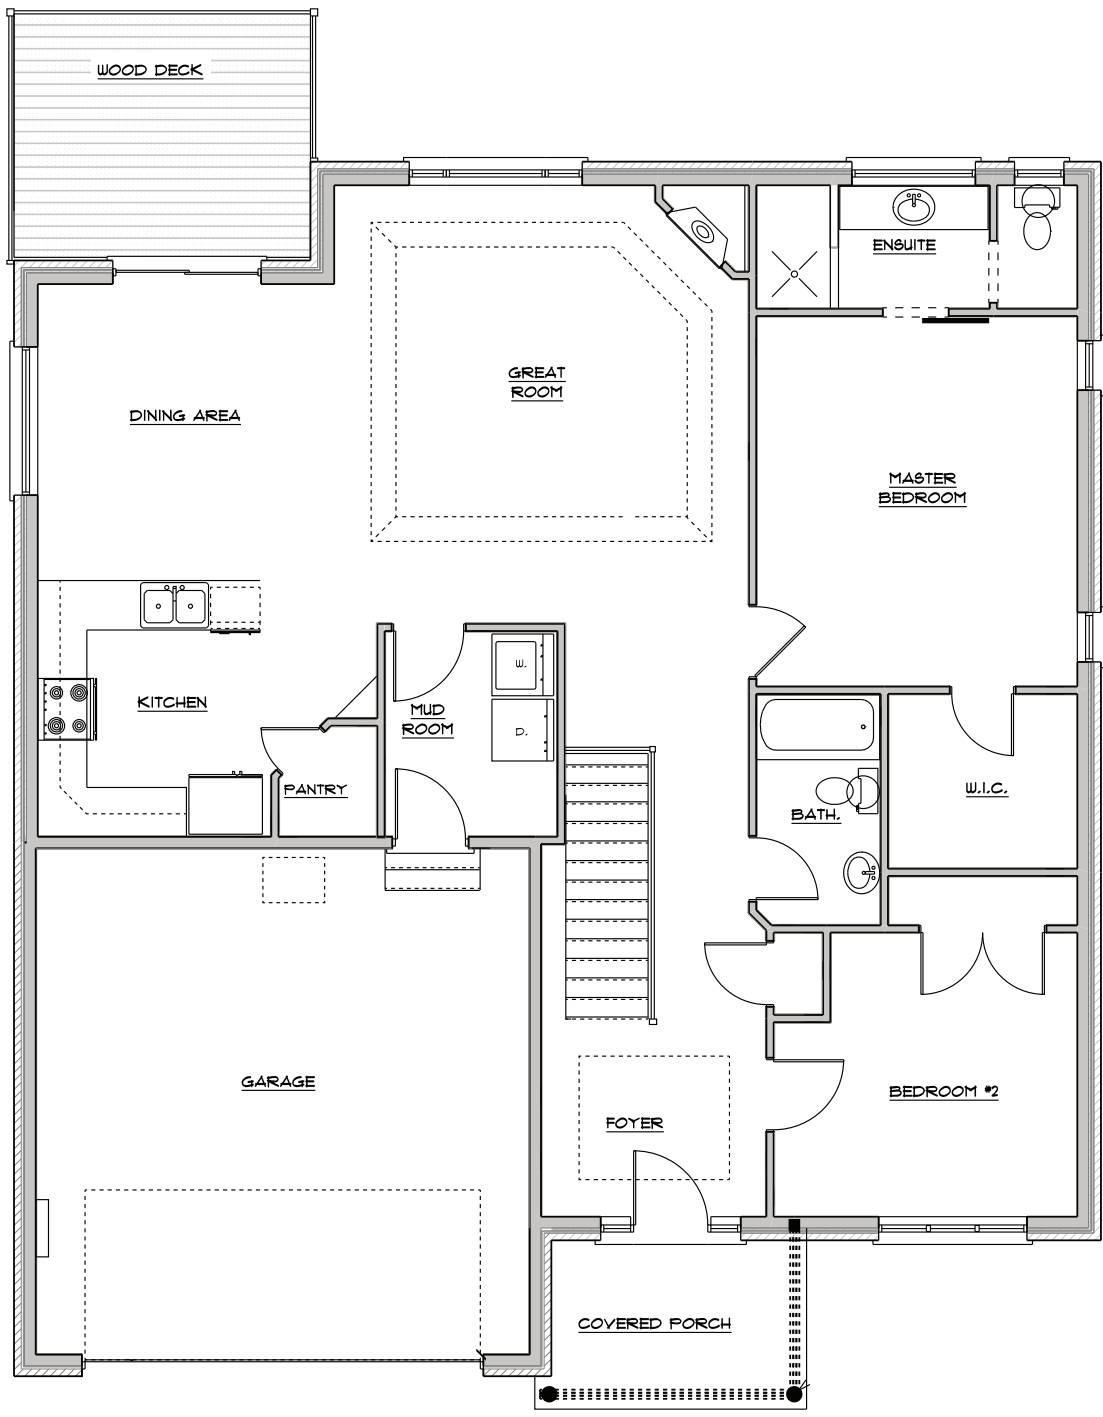 WOOD DECK
ENSUITE
GREAT
ROOM
DINING AREA
MASTER
BEDROOM
W.
KITCHEN
MUD
ROOM
D.
PANTRY
W.I.C.
BATH.
GARAGE
BEDROOM #2
FOYER
COVERED PORCH